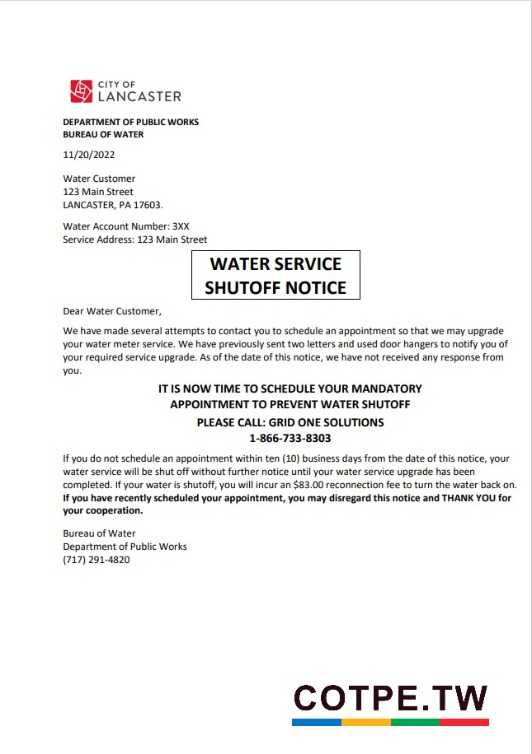 CITY OF
LANCASTER
DEPARTMENT OF PUBLIC WORKS
BUREAU OF WATER
11/20/2022
Water Customer
123 Main Street
LANCASTER, PA 17603.
Water Account Number: 3XX
Service Address: 123 Main Street
WATER SERVICE
SHUTOFF NOTICE
Dear Water Customer,
We have made several attempts to contact you to schedule an appointment so that we may upgrade
your water meter service. We have previously sent two letters and used door hangers to notify you of
your required service upgrade. As of the date of this notice, we have not received any response from
you.
IT IS NOW TIME TO SCHEDULE YOUR MANDATORY
APPOINTMENT TO PREVENT WATER SHUTOFF
PLEASE CALL: GRID ONE SOLUTIONS
1-866-733-8303
If you do not schedule an appointment within ten (10) business days from the date of this notice, your
water service will be shut off without further notice until your water service upgrade has been
completed. If your water is shutoff, you will incur an $83.00 reconnection fee to turn the water back on.
If you have recently scheduled your appointment, you may disregard this notice and THANK YOU for
your cooperation.
Bureau of Water
Department of Public Works
(717) 291-4820
COTPE.TW